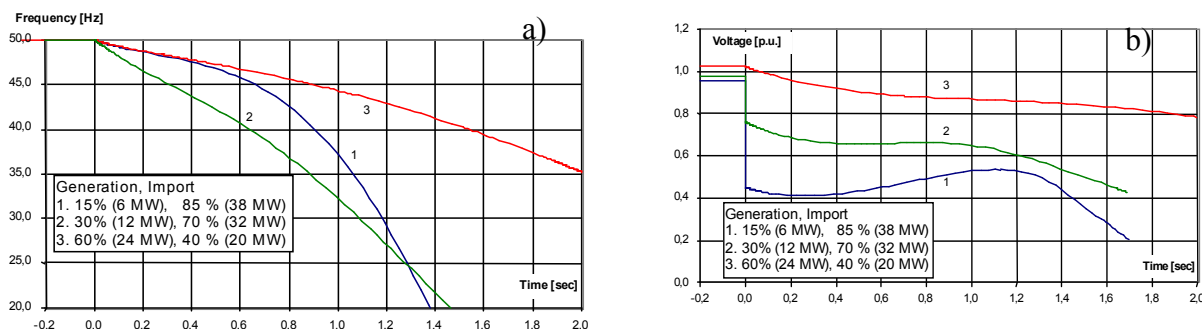 Frequency [Hz]
a)
50,0
45,0
40,0
35,0
30,0
25,0
20,0
1
2
3
Generation, Import
1. 15% (6 MW), 85 % (38 MW)
2. 30% (12 MW), 70 % (32 MW)
3. 60% (24 MW), 40 % (20 MW)
Time [sec]
-0.2 0.0 0.2 0.4 0.6 0.8 1.0 1.2 1.4 1.6 1.8 2.0
b)
Voltage [p.u.]
1,2
1,0
0,8
0,6
0,4
0,2
0,0
3
2
1
Generation, Import
1. 15% (6 MW), 85 % (38 MW)
2. 30% (12 MW), 70 % (32 MW)
3. 60% (24 MW), 40 % (20 MW)
Time [sec]
-0,2 0,0 0,2 0,4 0,6 0,8 1,0 1,2 1,4 1,6 1,8 2,0